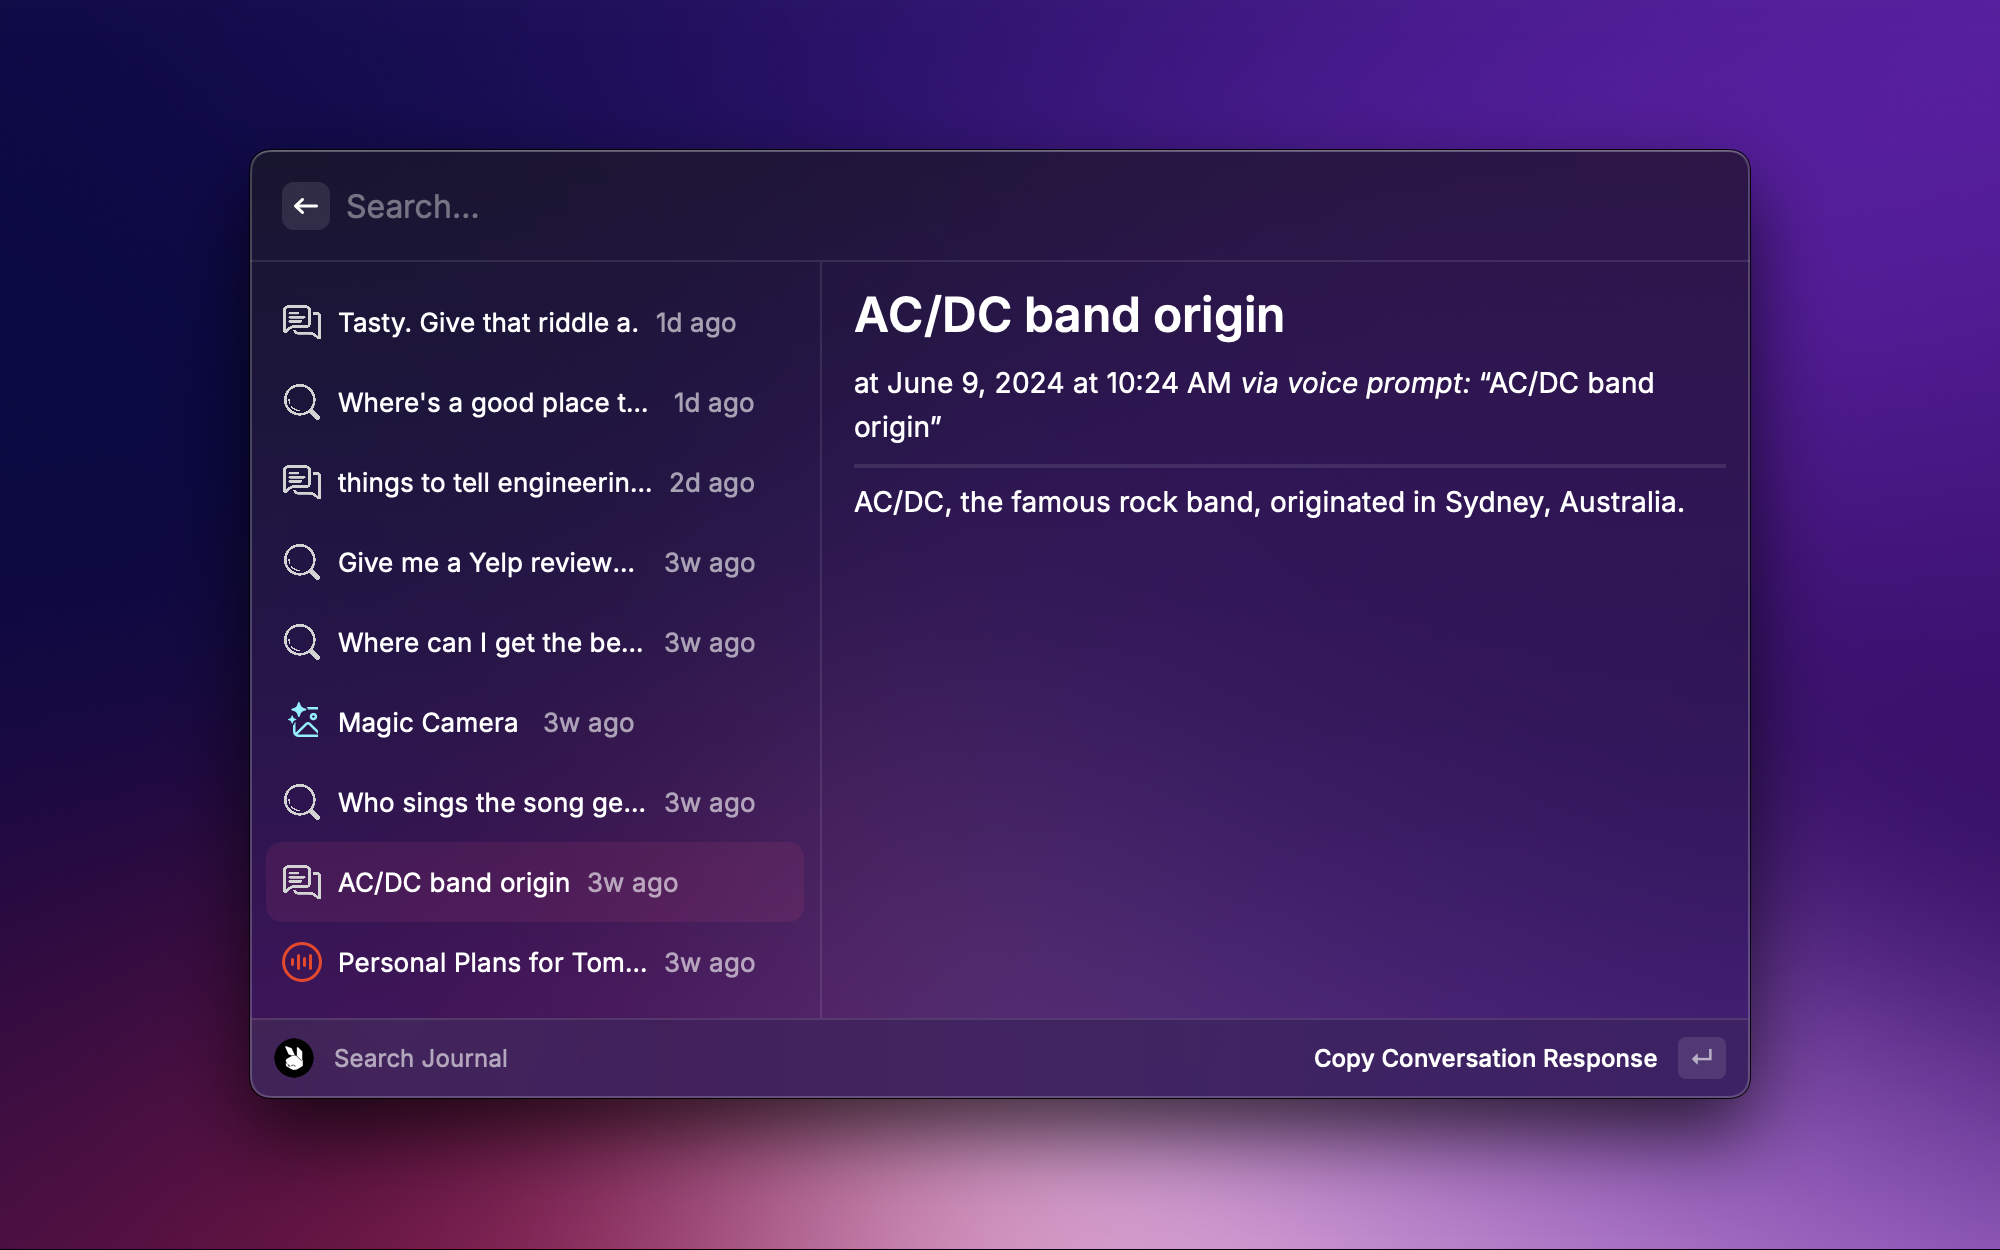 Search...
Tasty. Give that riddle a. 1d ago
Where's a good place t... 1d ago
things to tell engineerin... 2d ago
Give me a Yelp review... 3w ago
Where can I get the be... 3w ago
Magic Camera 3w ago
Who sings the song ge... 3w ago
AC/DC band origin 3w ago
Personal Plans for Tom... 3w ago
AC/DC band origin
at June 9, 2024 at 10:24 AM via voice prompt: “AC/DC band
origin”
AC/DC, the famous rock band, originated in Sydney, Australia.
Search Journal
Copy Conversation Response